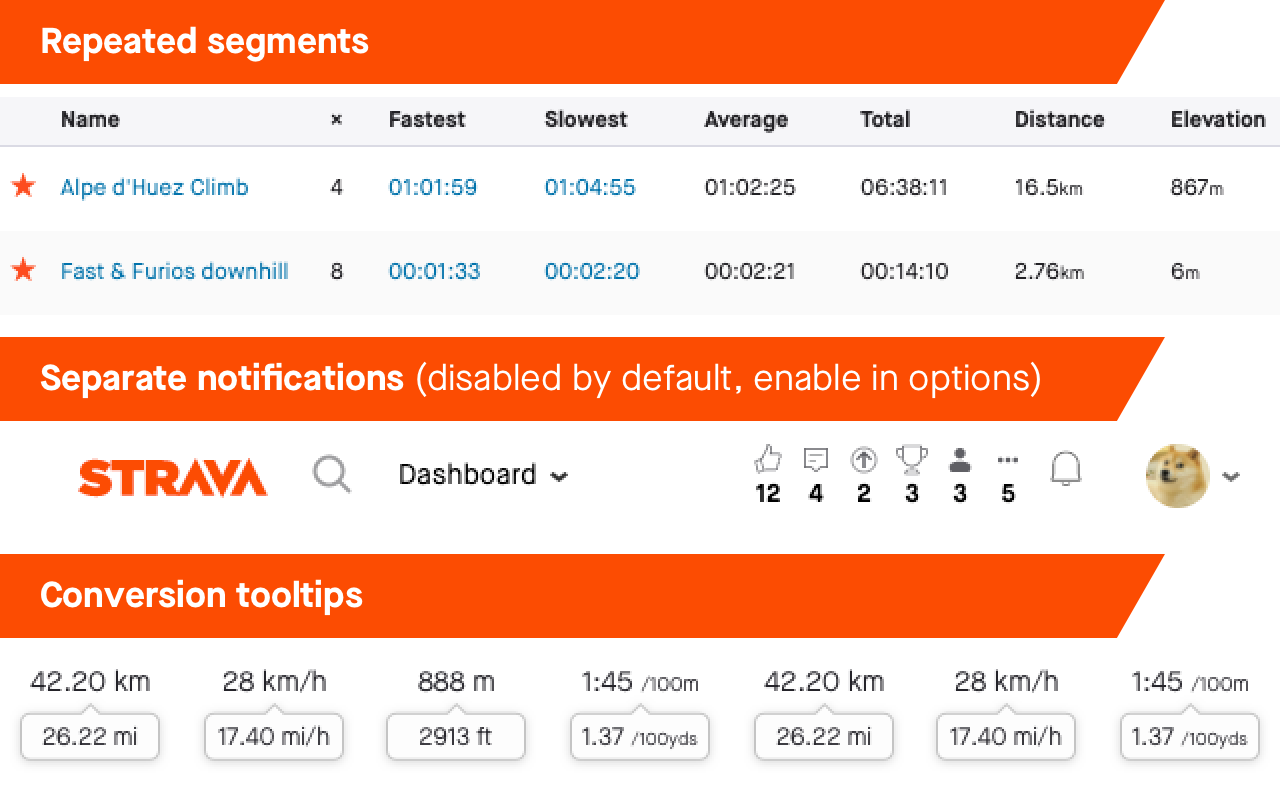 Repeated segments
Name × Fastest Slowest Average Total Distance Elevation
Alpe d'Huez Climb 4 01:01:59 01:04:55 01:02:25 06:38:11 16.5km 867m
Fast & Furios downhill 8 00:01:33 00:02:20 00:02:21 00:14:10 2.76km 6m
Separate notifications (disabled by default, enable in options)
STRAVA Dashboard
12 4 2 3 3 5
Conversion tooltips
42.20 km 28 km/h 888 m 1:45 /100m 42.20 km 28 km/h 1:45 /100m
26.22 mi 17.40 mi/h 2913 ft 1.37 /100yds 26.22 mi 17.40 mi/h 1.37 /100yds